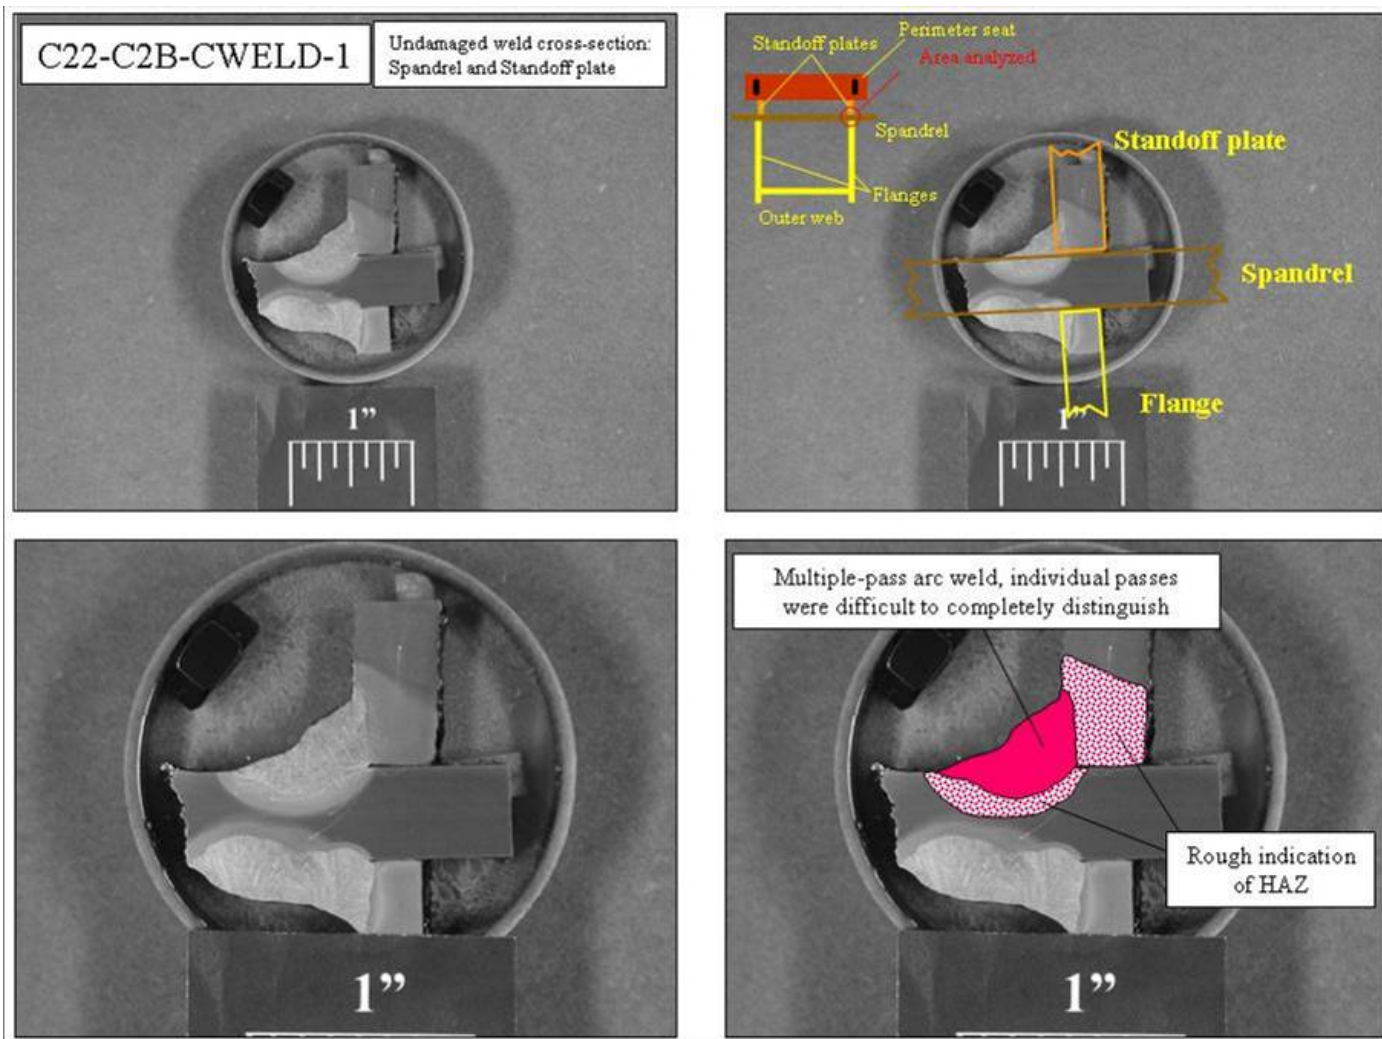 C22-C2B-CWELD-1
Undamaged weld cross-section:
Spandrel and Standoff plate
1”
Standoff plates
Perimeter seat
Area analyzed
Spandrel
Flanges
Outer web
Standoff plate
Spandrel
Flange
1”
1”
Multiple-pass arc weld, individual passes
were difficult to completely distinguish
Rough indication
of HAZ
1”